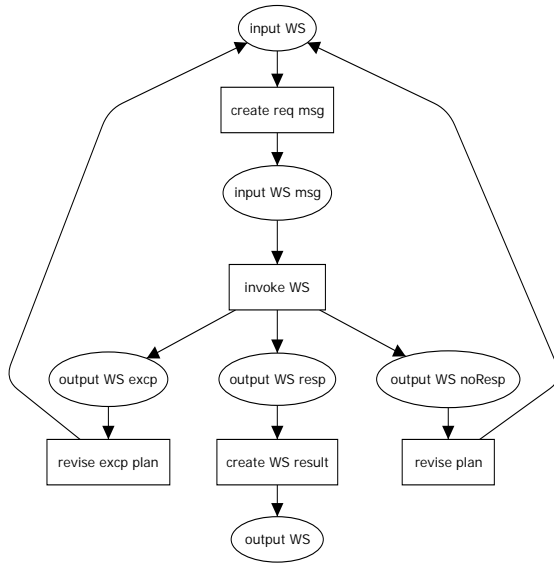 input WS
create req msg
input WS msg
invoke WS
output WS excp
output WS resp
output WS noResp
revise excp plan
create WS result
revise plan
output WS